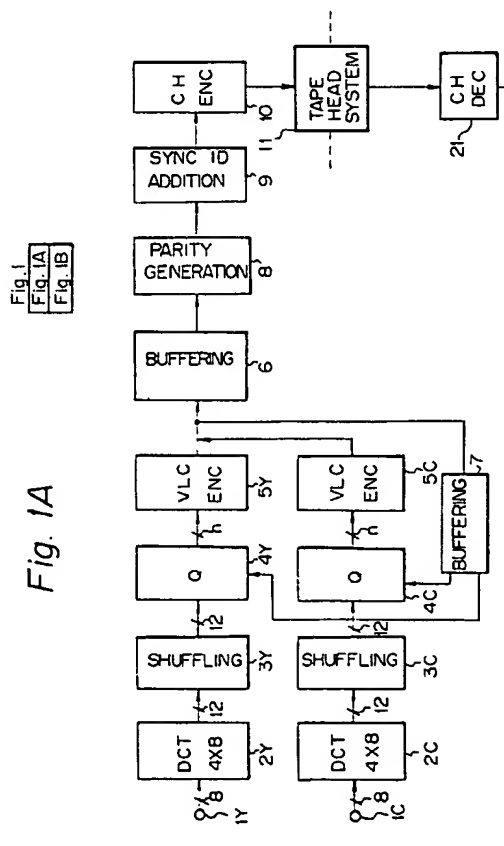 Fig. 1
Fig. 1A
Fig. 1B
Fig. 1A
1Y
8
DCT
4X8
2Y
12
SHUFFLING
3Y
12
Q
4Y
n
VLC
ENC
5Y
BUFFERING
6
PARITY
GENERATION
8
SYNC ID
ADDITION
9
CH
ENC
10
TAPE
HEAD
SYSTEM
11
CH
DEC
21
1C
8
DCT
4X8
2C
12
SHUFFLING
3C
12
Q
4C
n
VLC
ENC
5C
BUFFERING
7